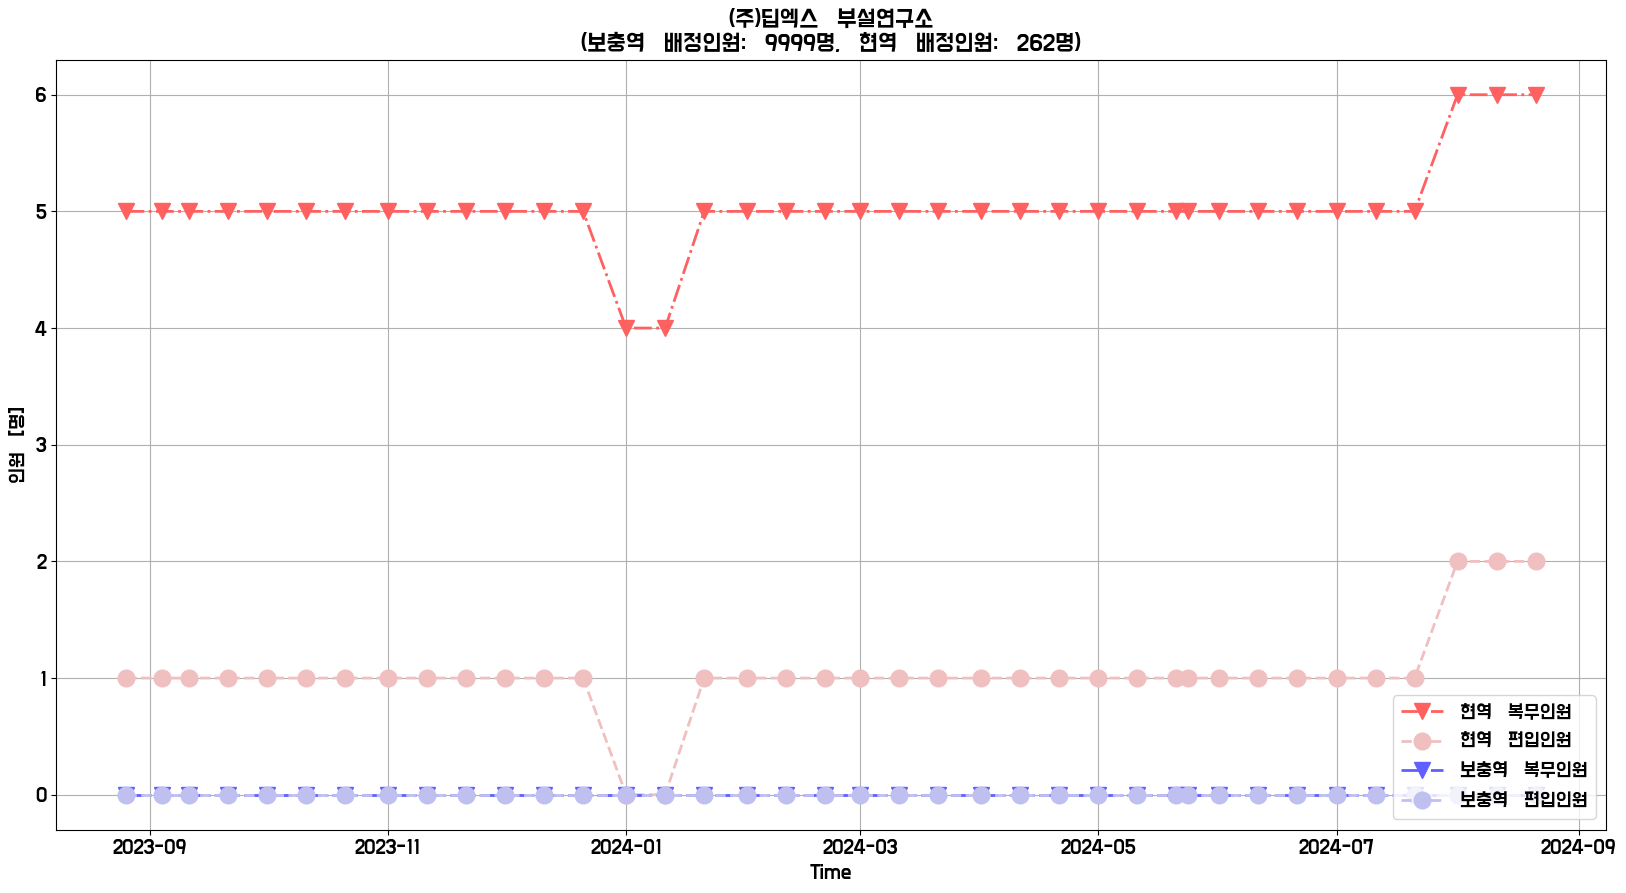 (주)딥엑스 부설연구소
(보충역 배정인원: 9999명, 현역 배정인원: 262명)
인원 [명]
6
5
4
3
2
1
0
현역 복무인원
현역 편입인원
보충역 복무인원
보충역 편입인원
2023-09
2023-11
2024-01
2024-03
2024-05
2024-07
2024-09
Time